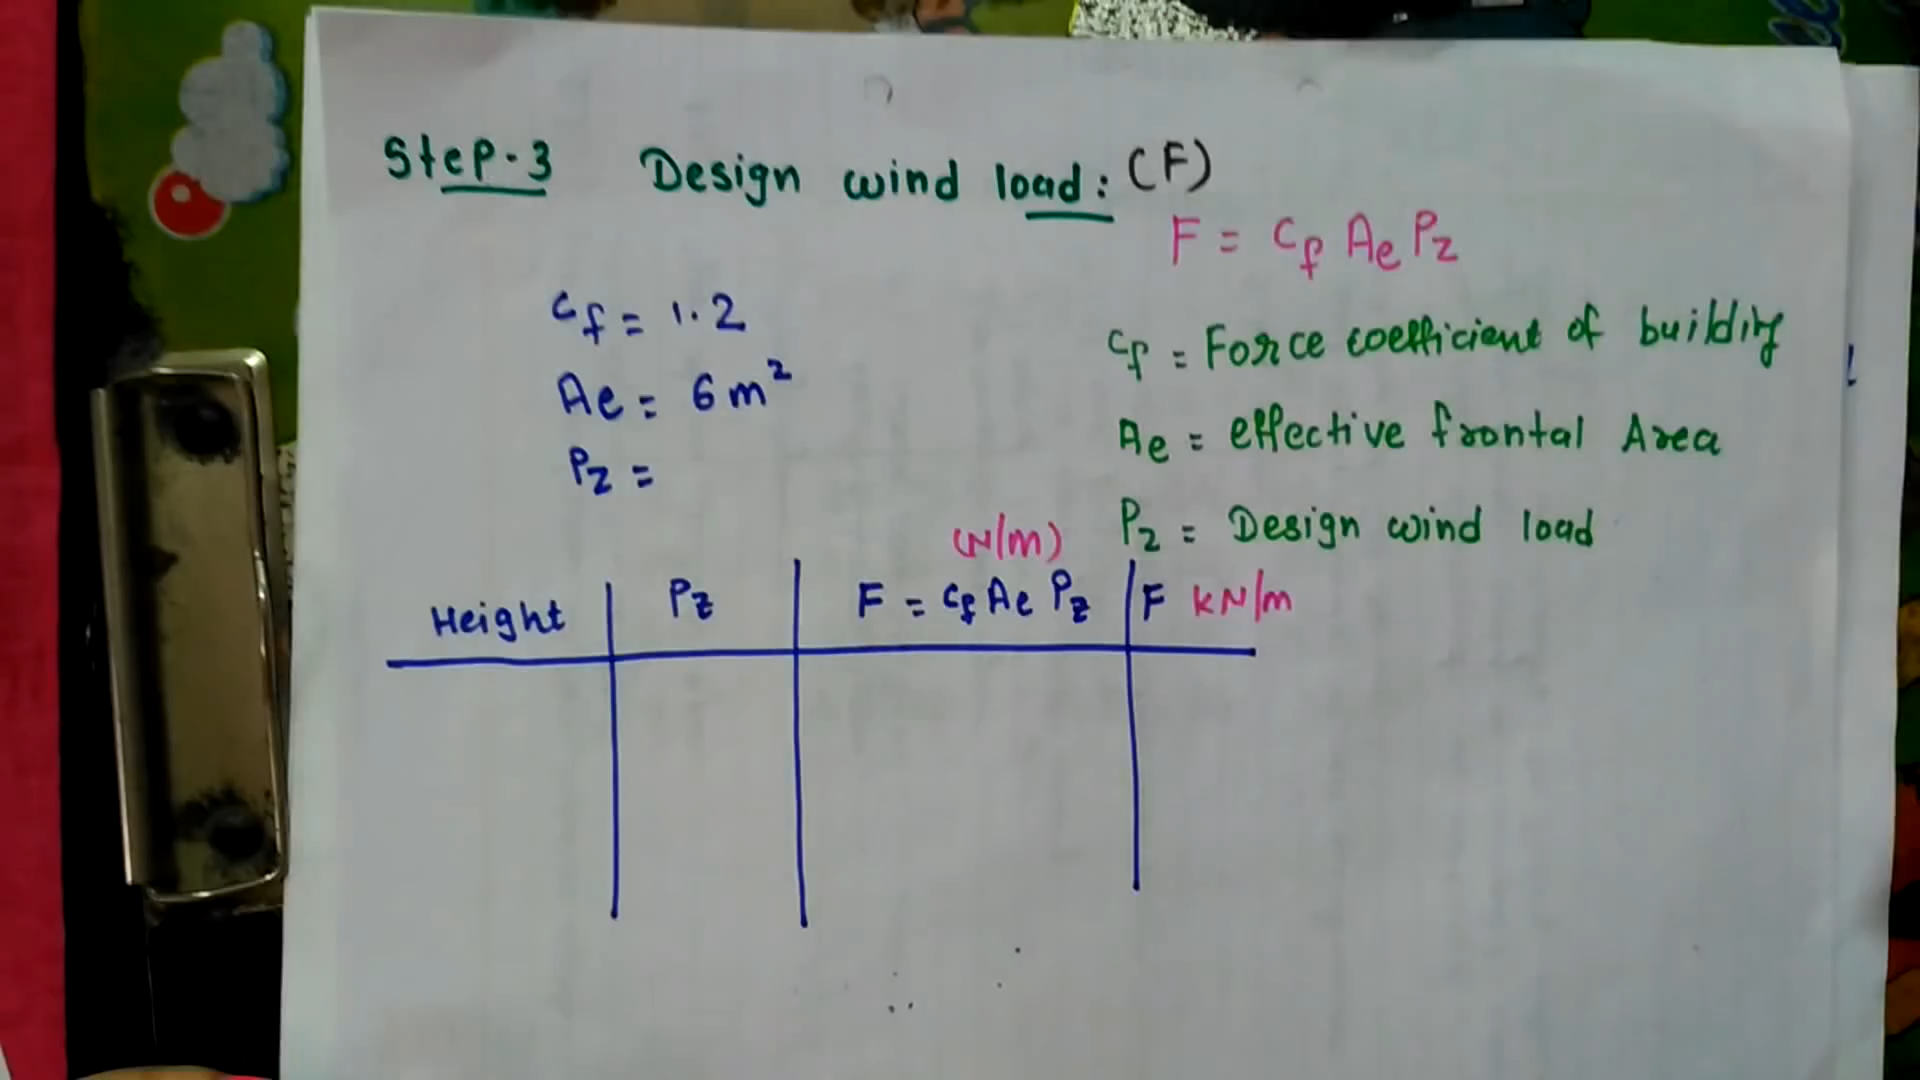 Step-3 Design wind load: (F)
F = Cf Ae Pz
Cf = 1.2
Ae = 6 m²
Pz =
Cf = Force coefficient of building
Ae = effective frontal Area
Pz = Design wind load
(N/m)
Height | Pz | F = Cf Ae Pz | F kN/m